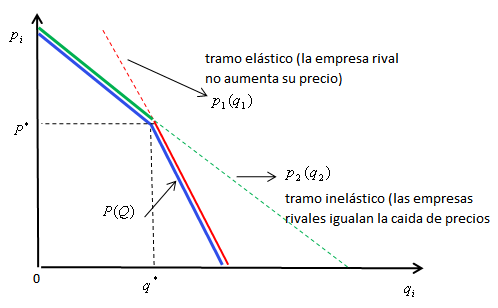 p_i
tramo elástico (la empresa rival
no aumenta su precio)
p_1(q_1)
p*
p_2(q_2)
tramo inelástico (las empresas
rivales igualan la caida de precios
P(Q)
0
q*
q_i